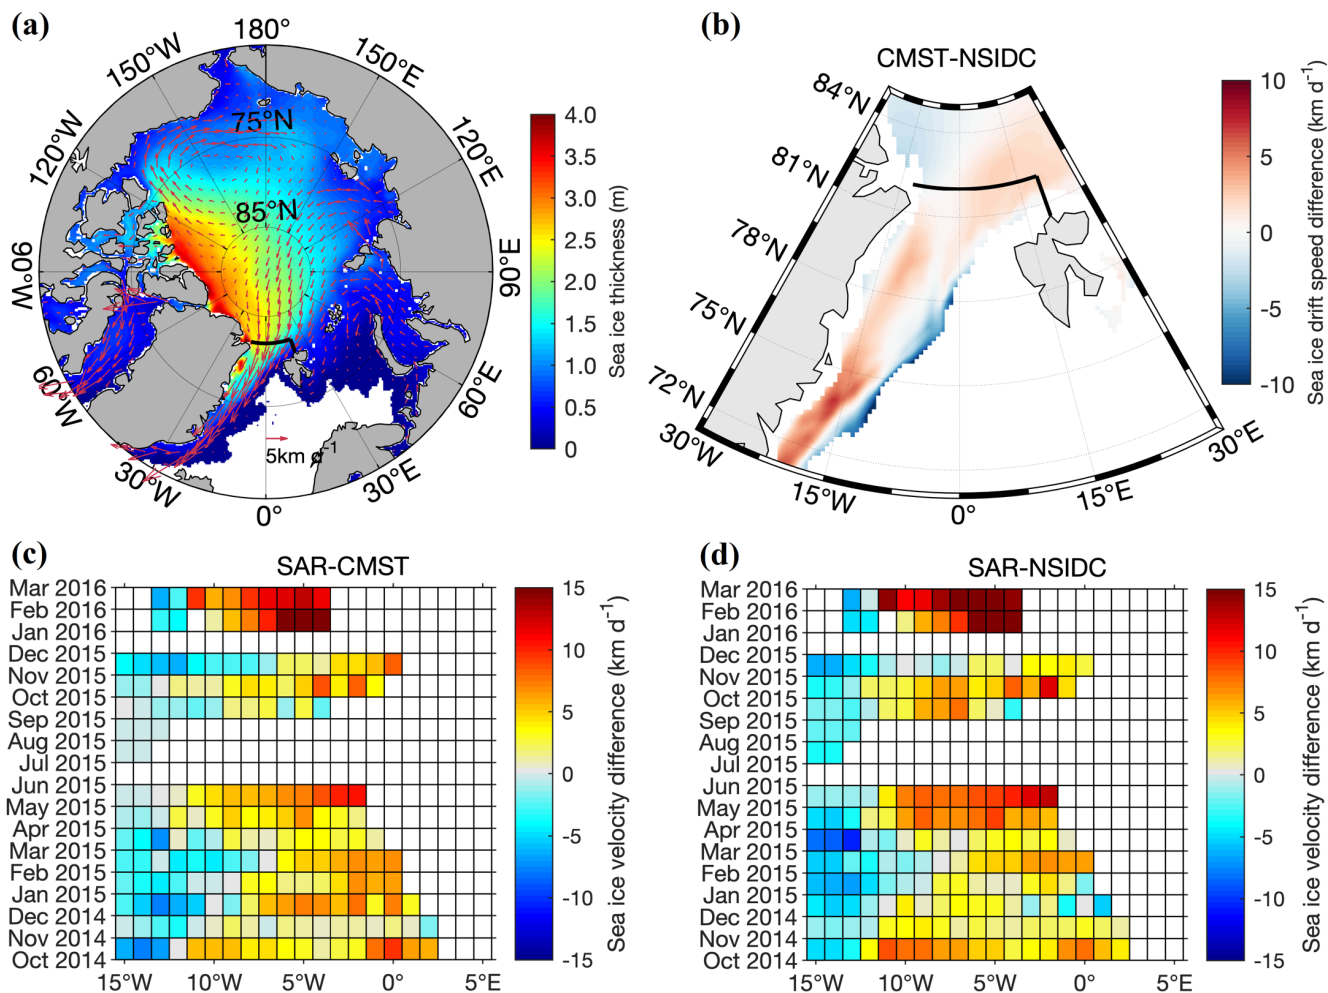 (a)
180°
150°W
150°E
120°W
120°E
90°W
90°E
60°W
60°E
30°W
30°E
0°
75°N
85°N
5km d⁻¹
4.0
3.5
3.0
2.5
2.0
1.5
1.0
0.5
0
Sea ice thickness (m)
(b)
CMST-NSIDC
84°N
81°N
78°N
75°N
72°N
30°W
15°W
0°
15°E
30°E
10
5
0
-5
-10
Sea ice drift speed difference (km d⁻¹)
(c)
SAR-CMST
Mar 2016
Feb 2016
Jan 2016
Dec 2015
Nov 2015
Oct 2015
Sep 2015
Aug 2015
Jul 2015
Jun 2015
May 2015
Apr 2015
Mar 2015
Feb 2015
Jan 2015
Dec 2014
Nov 2014
Oct 2014
15°W
10°W
5°W
0°
5°E
15
10
5
0
-5
-10
-15
Sea ice velocity difference (km d⁻¹)
(d)
SAR-NSIDC
Mar 2016
Feb 2016
Jan 2016
Dec 2015
Nov 2015
Oct 2015
Sep 2015
Aug 2015
Jul 2015
Jun 2015
May 2015
Apr 2015
Mar 2015
Feb 2015
Jan 2015
Dec 2014
Nov 2014
Oct 2014
15°W
10°W
5°W
0°
5°E
15
10
5
0
-5
-10
-15
Sea ice velocity difference (km d⁻¹)